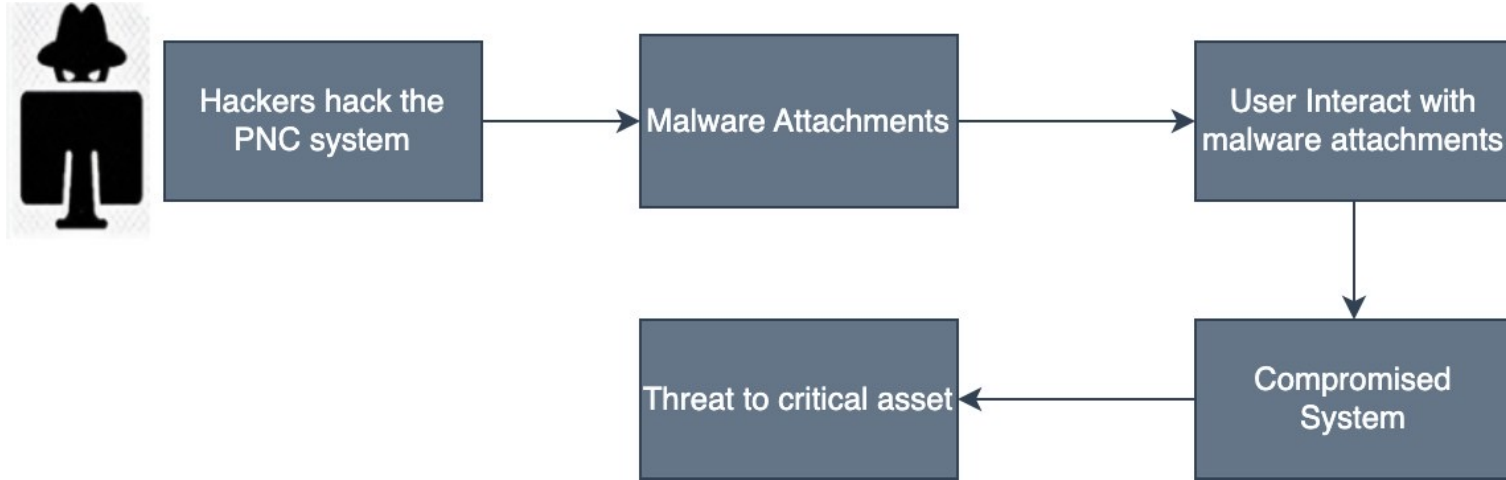 Hackers hack the
PNC system
Malware Attachments
User Interact with
malware attachments
Compromised
System
Threat to critical asset